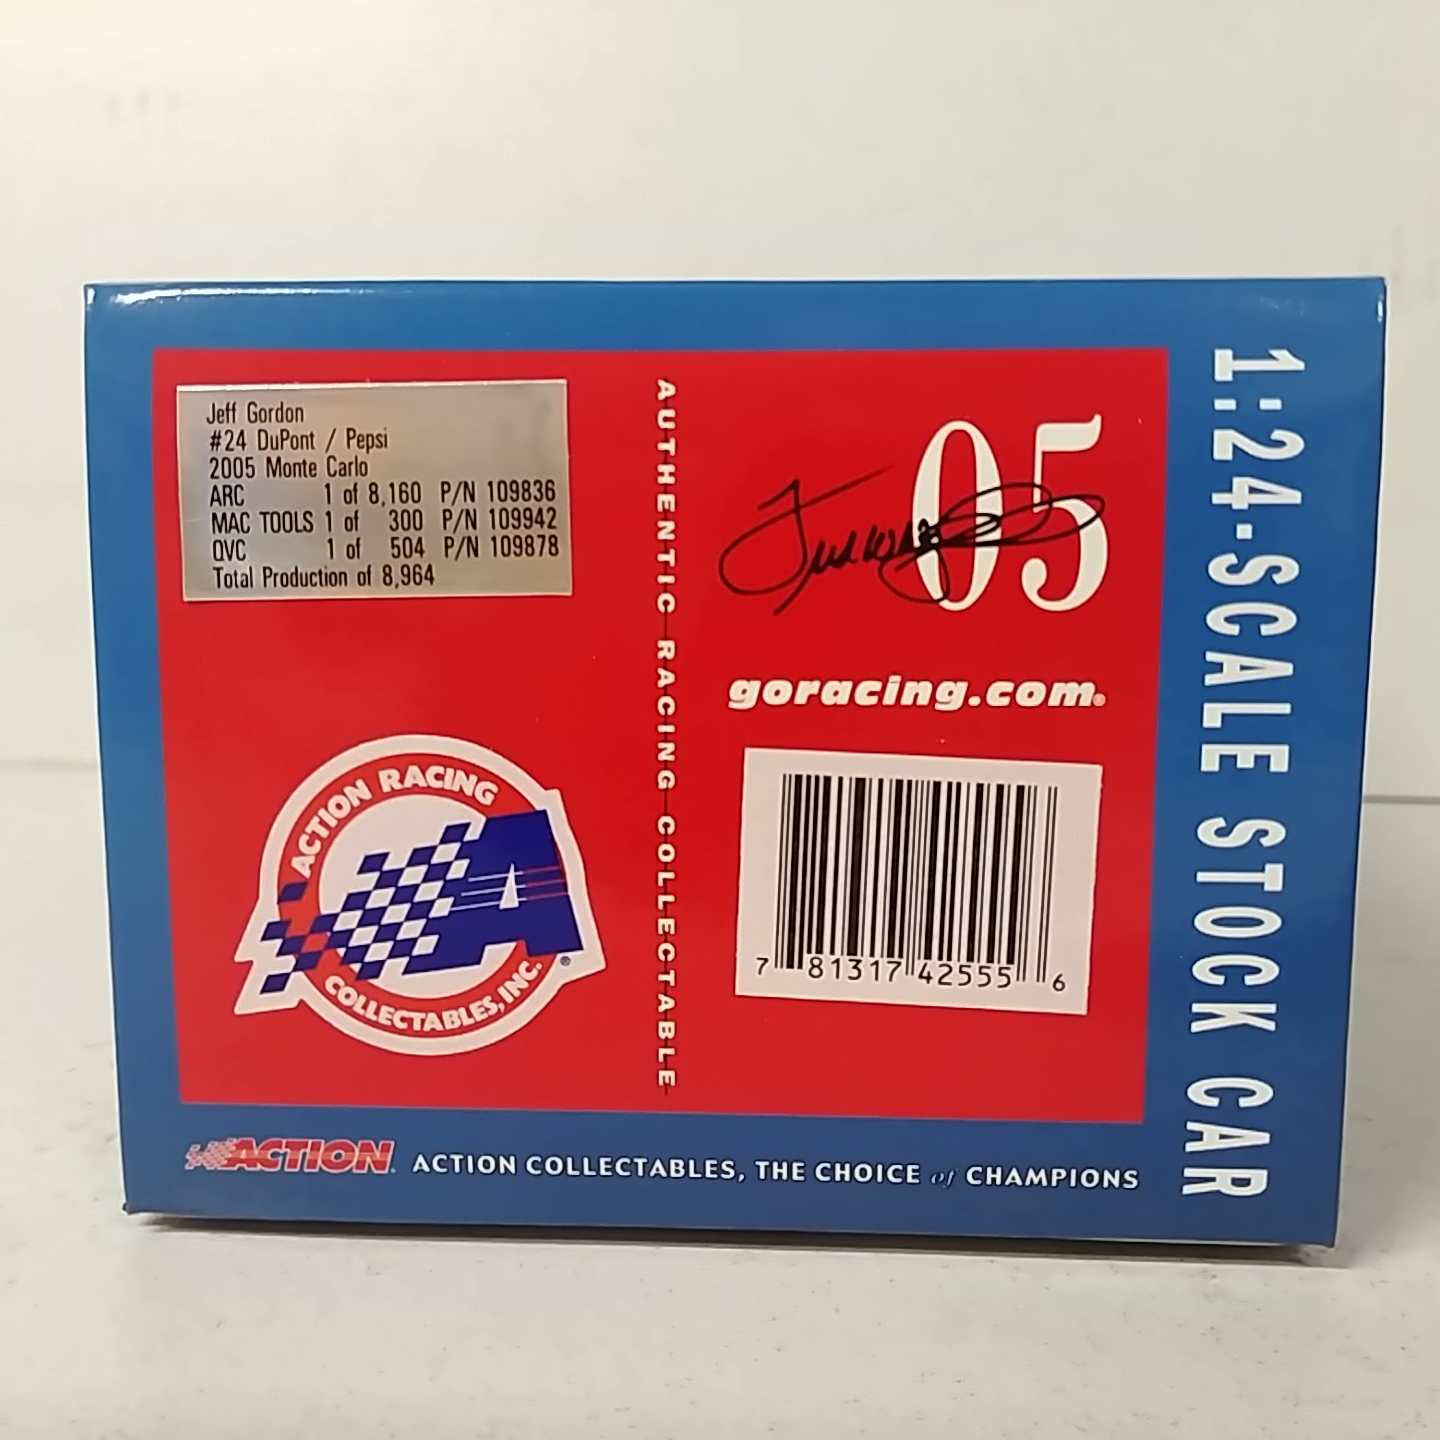 Jeff Gordon
#24 DuPont / Pepsi
2005 Monte Carlo
ARC 1 of 8,160 P/N 109836
MAC TOOLS 1 of 300 P/N 109942
QVC 1 of 504 P/N 109878
Total Production of 8,964
AUTHENTIC RACING COLLECTABLE
05
goracing.com®
7 81317 42555 6
ACTION RACING
COLLECTABLES, INC.
A
®
ACTION
ACTION COLLECTABLES, THE CHOICE of CHAMPIONS
1:24-SCALE STOCK CAR